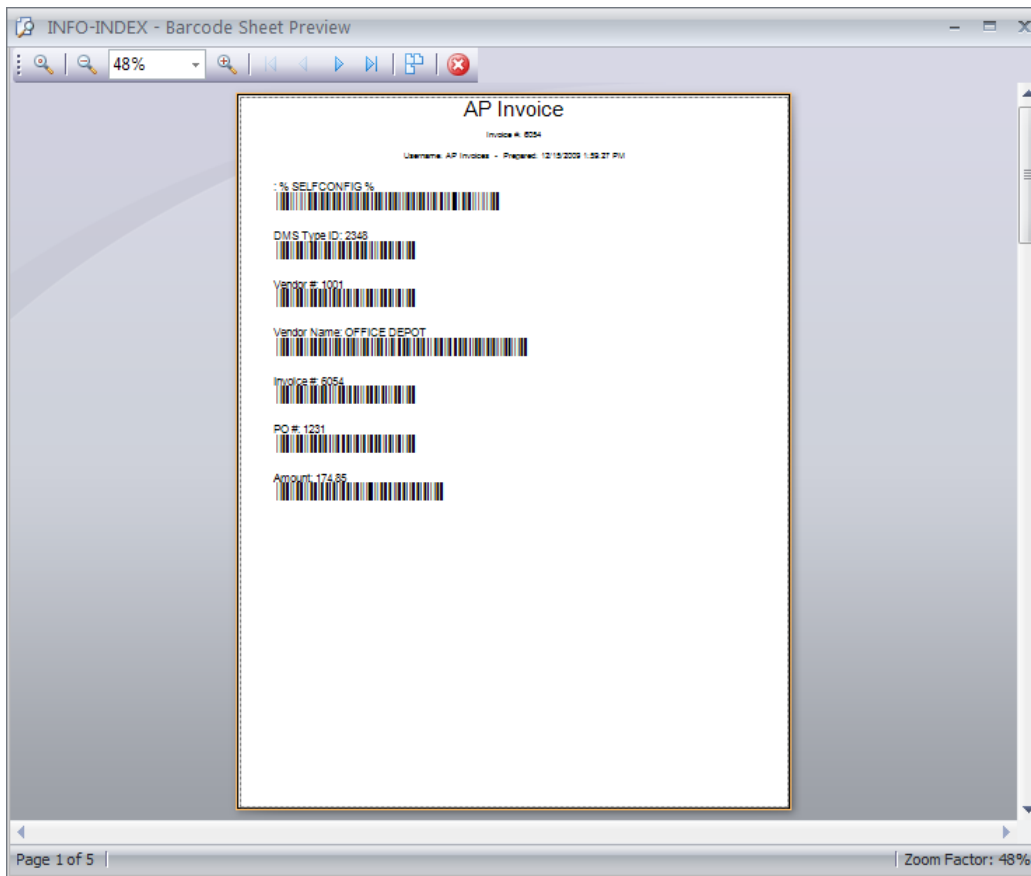 INFO-INDEX - Barcode Sheet Preview
48%
AP Invoice
Invoice #: 6054
Username: AP Invoices - Prepared: 12/15/2009 1:59:27 PM
: % SELFCONFIG %
DMS Type ID: 2348
Vendor #: 1001
Vendor Name: OFFICE DEPOT
Invoice #: 6054
PO #: 1231
Amount: 174.85
Page 1 of 5
Zoom Factor: 48%